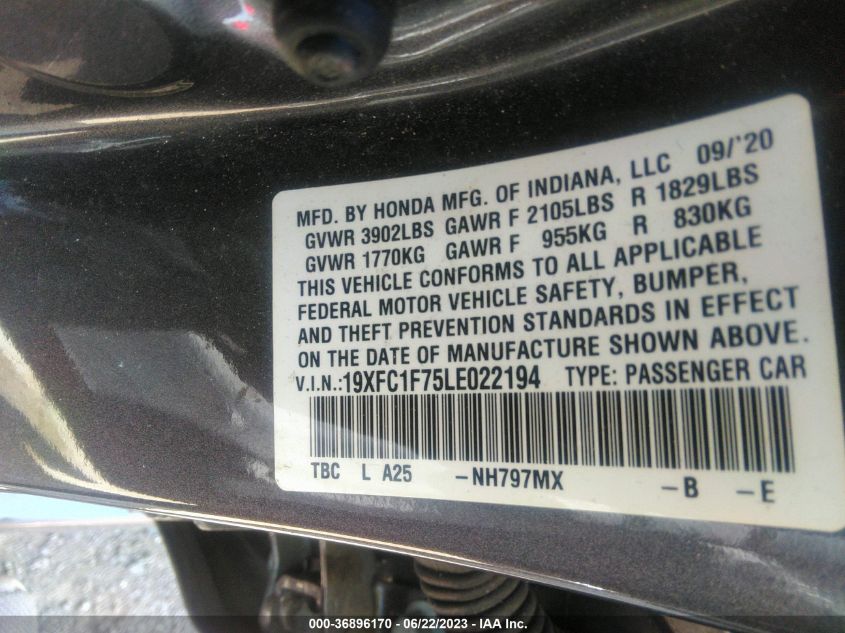 MFD. BY HONDA MFG. OF INDIANA, LLC 09/'20
GVWR 3902LBS GAWR F 2105LBS R 1829LBS
GVWR 1770KG GAWR F 955KG R 830KG
THIS VEHICLE CONFORMS TO ALL APPLICABLE
FEDERAL MOTOR VEHICLE SAFETY, BUMPER,
AND THEFT PREVENTION STANDARDS IN EFFECT
ON THE DATE OF MANUFACTURE SHOWN ABOVE.
V.I.N.:19XFC1F75LE022194 TYPE: PASSENGER CAR
TBC L A25 -NH797MX -B -E
000-36896170 - 06/22/2023 - IAA Inc.